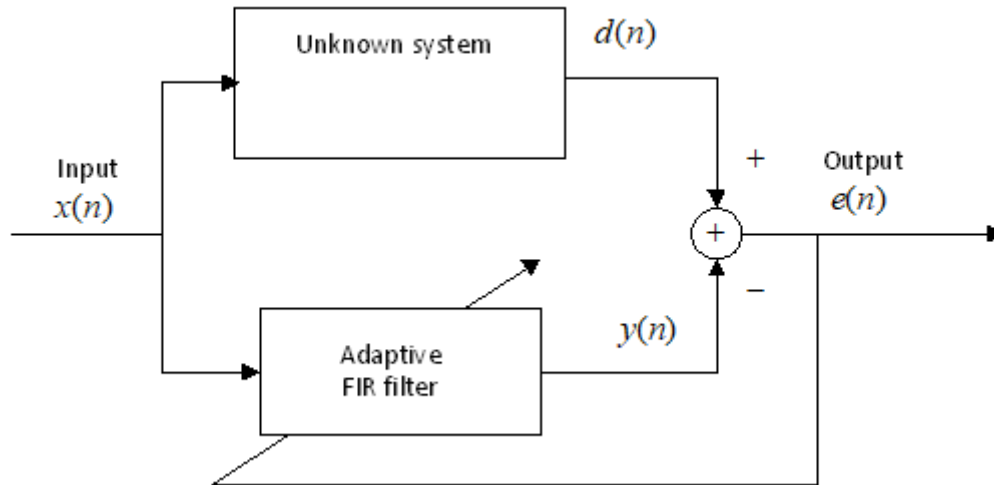 Unknown system
d(n)
Input
x(n)
+
Output
e(n)
+
−
Adaptive
FIR filter
y(n)